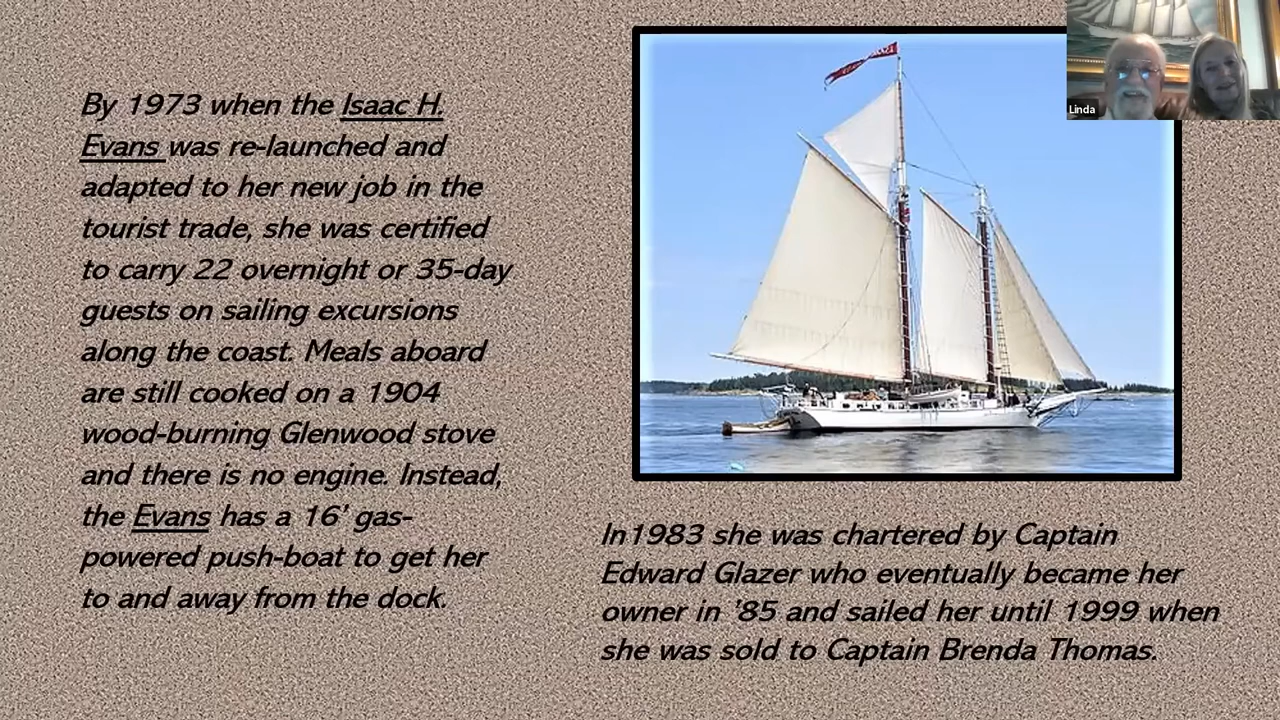 By 1973 when the Isaac H.
Evans was re-launched and
adapted to her new job in the
tourist trade, she was certified
to carry 22 overnight or 35-day
guests on sailing excursions
along the coast. Meals aboard
are still cooked on a 1904
wood-burning Glenwood stove
and there is no engine. Instead,
the Evans has a 16' gas-
powered push-boat to get her
to and away from the dock.
In1983 she was chartered by Captain
Edward Glazer who eventually became her
owner in '85 and sailed her until 1999 when
she was sold to Captain Brenda Thomas.
Linda